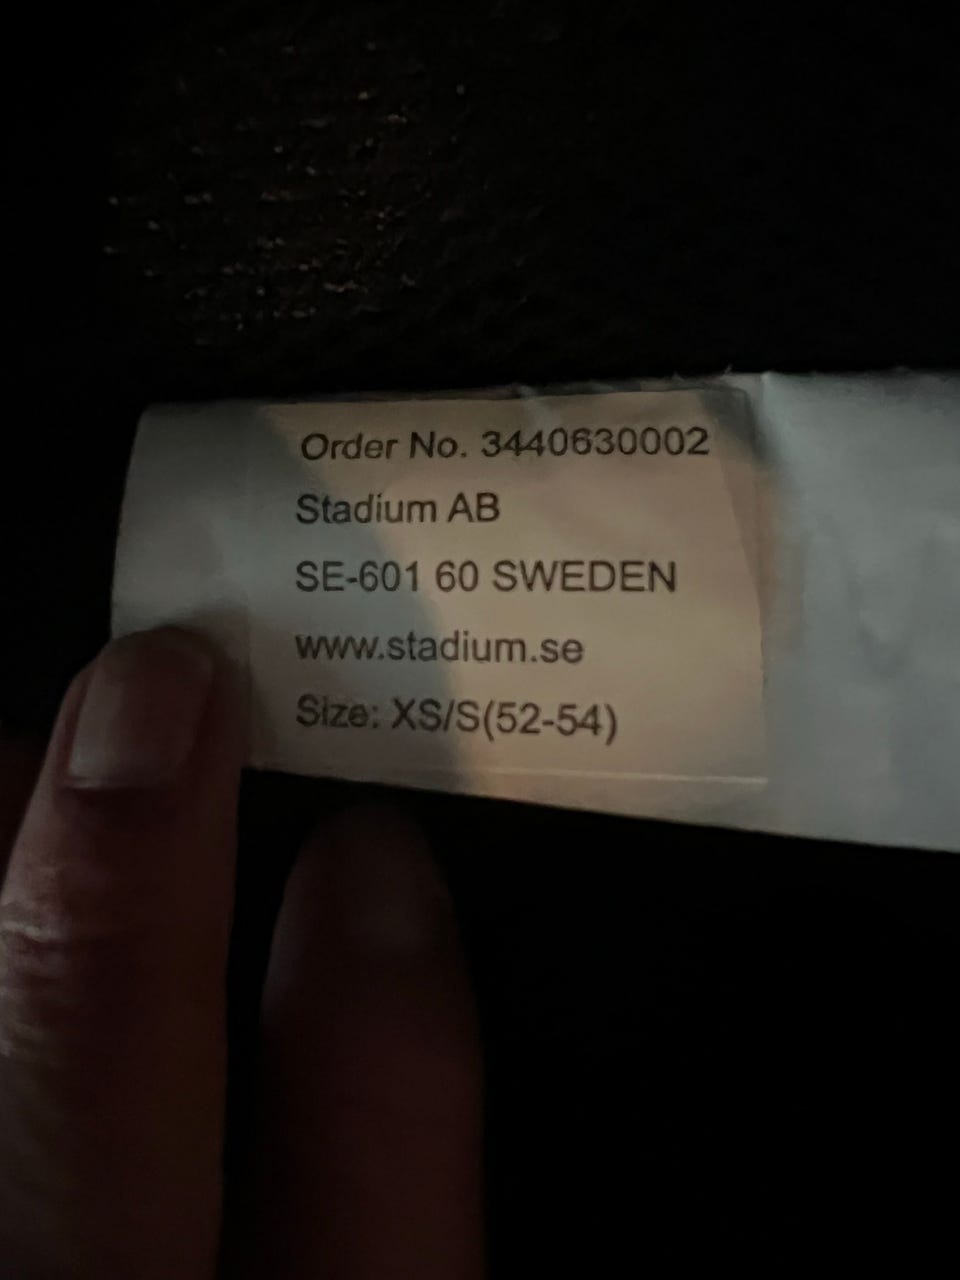 Order No. 3440630002
Stadium AB
SE-601 60 SWEDEN
www.stadium.se
Size: XS/S(52-54)